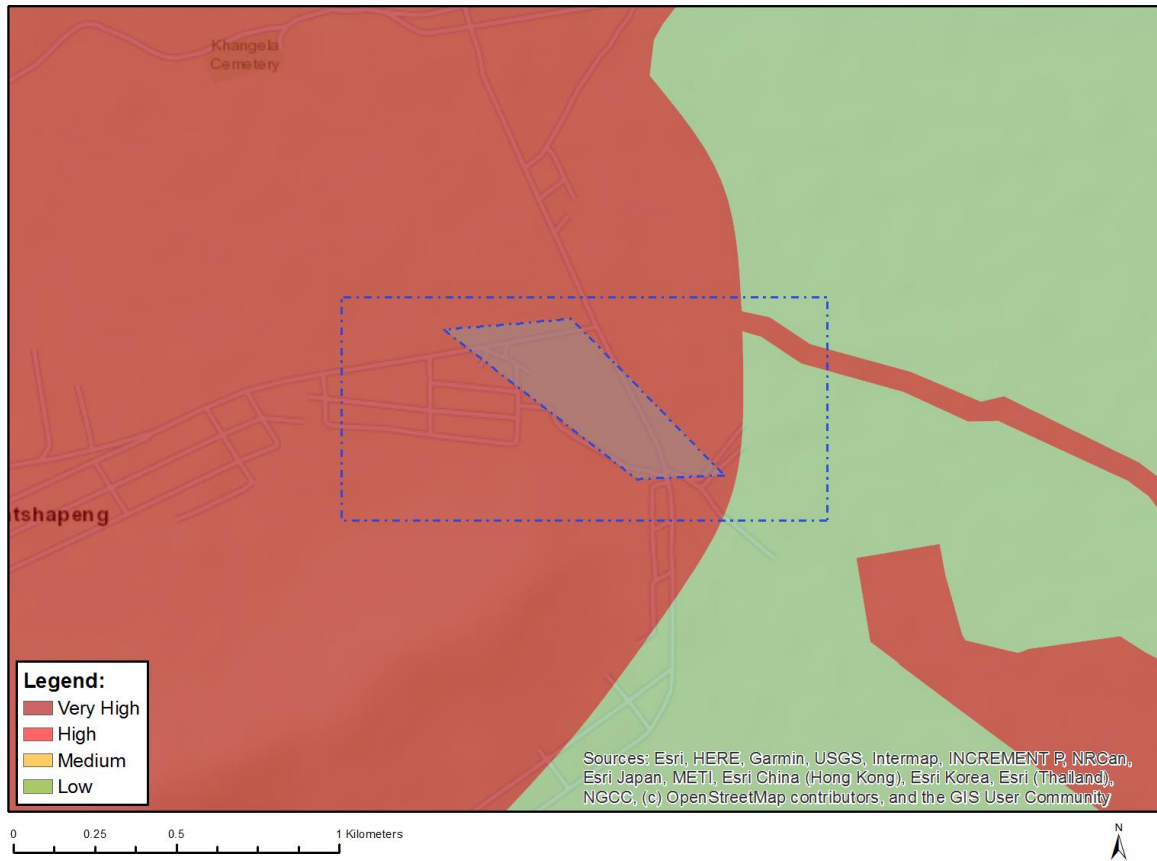 Khangela
Cemetery
tshapeng
Legend:
Very High
High
Medium
Low
Sources: Esri, HERE, Garmin, USGS, Intermap, INCREMENT P, NRCan,
Esri Japan, METI, Esri China (Hong Kong), Esri Korea, Esri (Thailand),
NGCC, (c) OpenStreetMap contributors, and the GIS User Community
0 0.25 0.5 1 Kilometers
N